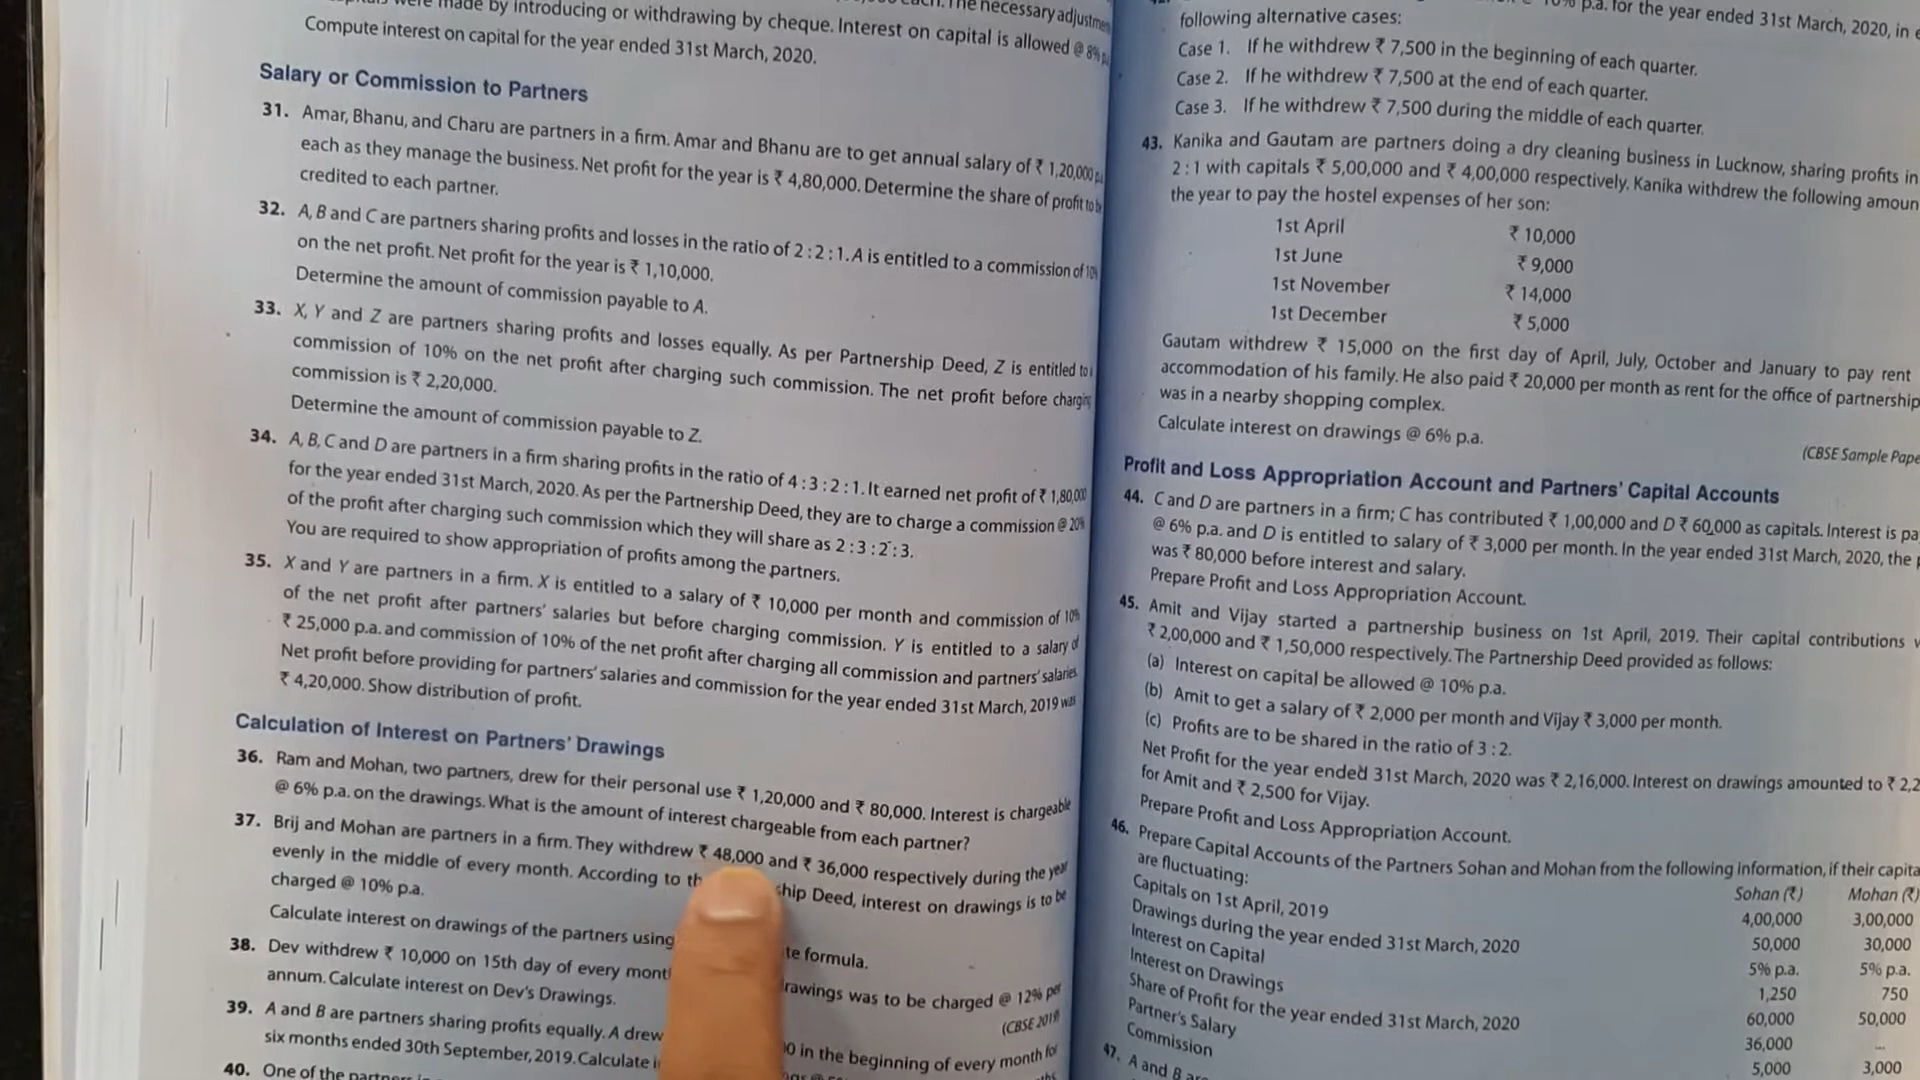 were made by introducing or withdrawing by cheque. Interest on capital is allowed @ 8%
Compute interest on capital for the year ended 31st March, 2020.
Salary or Commission to Partners
31. Amar, Bhanu, and Charu are partners in a firm. Amar and Bhanu are to get annual salary of ₹ 1,20,000
each as they manage the business. Net profit for the year is ₹ 4,80,000. Determine the share of profit to be
credited to each partner.
32. A, B and C are partners sharing profits and losses in the ratio of 2 : 2 : 1. A is entitled to a commission of 10%
on the net profit. Net profit for the year is ₹ 1,10,000.
Determine the amount of commission payable to A.
33. X, Y and Z are partners sharing profits and losses equally. As per Partnership Deed, Z is entitled to
commission of 10% on the net profit after charging such commission. The net profit before charging
commission is ₹ 2,20,000.
Determine the amount of commission payable to Z.
34. A, B, C and D are partners in a firm sharing profits in the ratio of 4 : 3 : 2 : 1. It earned net profit of ₹ 1,80,000
for the year ended 31st March, 2020. As per the Partnership Deed, they are to charge a commission @ 20%
of the profit after charging such commission which they will share as 2 : 3 : 2 : 3.
You are required to show appropriation of profits among the partners.
35. X and Y are partners in a firm. X is entitled to a salary of ₹ 10,000 per month and commission of 10%
of the net profit after partners' salaries but before charging commission. Y is entitled to a salary of
₹ 25,000 p.a. and commission of 10% of the net profit after charging all commission and partners' salaries.
Net profit before providing for partners' salaries and commission for the year ended 31st March, 2019 was
₹ 4,20,000. Show distribution of profit.
Calculation of Interest on Partners' Drawings
36. Ram and Mohan, two partners, drew for their personal use ₹ 1,20,000 and ₹ 80,000. Interest is chargeable
@ 6% p.a. on the drawings. What is the amount of interest chargeable from each partner?
37. Brij and Mohan are partners in a firm. They withdrew ₹ 48,000 and ₹ 36,000 respectively during the year
evenly in the middle of every month. According to th ship Deed, interest on drawings is to be
charged @ 10% p.a.
Calculate interest on drawings of the partners using te formula.
38. Dev withdrew ₹ 10,000 on 15th day of every mont rawings was to be charged @ 12% per
annum. Calculate interest on Dev's Drawings.
(CBSE 2019)
39. A and B are partners sharing profits equally. A drew 0 in the beginning of every month for
six months ended 30th September, 2019. Calculate i
40. One of the partners
p.a. for the year ended 31st March, 2020, in
following alternative cases:
Case 1. If he withdrew ₹ 7,500 in the beginning of each quarter.
Case 2. If he withdrew ₹ 7,500 at the end of each quarter.
Case 3. If he withdrew ₹ 7,500 during the middle of each quarter.
43. Kanika and Gautam are partners doing a dry cleaning business in Lucknow, sharing profits in
2 : 1 with capitals ₹ 5,00,000 and ₹ 4,00,000 respectively. Kanika withdrew the following amoun
the year to pay the hostel expenses of her son:
1st April ₹ 10,000
1st June ₹ 9,000
1st November ₹ 14,000
1st December ₹ 5,000
Gautam withdrew ₹ 15,000 on the first day of April, July, October and January to pay rent
accommodation of his family. He also paid ₹ 20,000 per month as rent for the office of partnership
was in a nearby shopping complex.
Calculate interest on drawings @ 6% p.a.
(CBSE Sample Pape
Profit and Loss Appropriation Account and Partners' Capital Accounts
44. C and D are partners in a firm; C has contributed ₹ 1,00,000 and D ₹ 60,000 as capitals. Interest is pa
@ 6% p.a. and D is entitled to salary of ₹ 3,000 per month. In the year ended 31st March, 2020, the
was ₹ 80,000 before interest and salary.
Prepare Profit and Loss Appropriation Account.
45. Amit and Vijay started a partnership business on 1st April, 2019. Their capital contributions
₹ 2,00,000 and ₹ 1,50,000 respectively. The Partnership Deed provided as follows:
(a) Interest on capital be allowed @ 10% p.a.
(b) Amit to get a salary of ₹ 2,000 per month and Vijay ₹ 3,000 per month.
(c) Profits are to be shared in the ratio of 3 : 2.
Net Profit for the year ended 31st March, 2020 was ₹ 2,16,000. Interest on drawings amounted to ₹ 2,2
for Amit and ₹ 2,500 for Vijay.
Prepare Profit and Loss Appropriation Account.
46. Prepare Capital Accounts of the Partners Sohan and Mohan from the following information, if their capita
are fluctuating:
Sohan (₹) Mohan (₹)
Capitals on 1st April, 2019 4,00,000 3,00,000
Drawings during the year ended 31st March, 2020 50,000 30,000
Interest on Capital 5% p.a. 5% p.a.
Interest on Drawings 1,250 750
Share of Profit for the year ended 31st March, 2020 60,000 50,000
Partner's Salary 36,000 ...
Commission 5,000 3,000
47. A and B